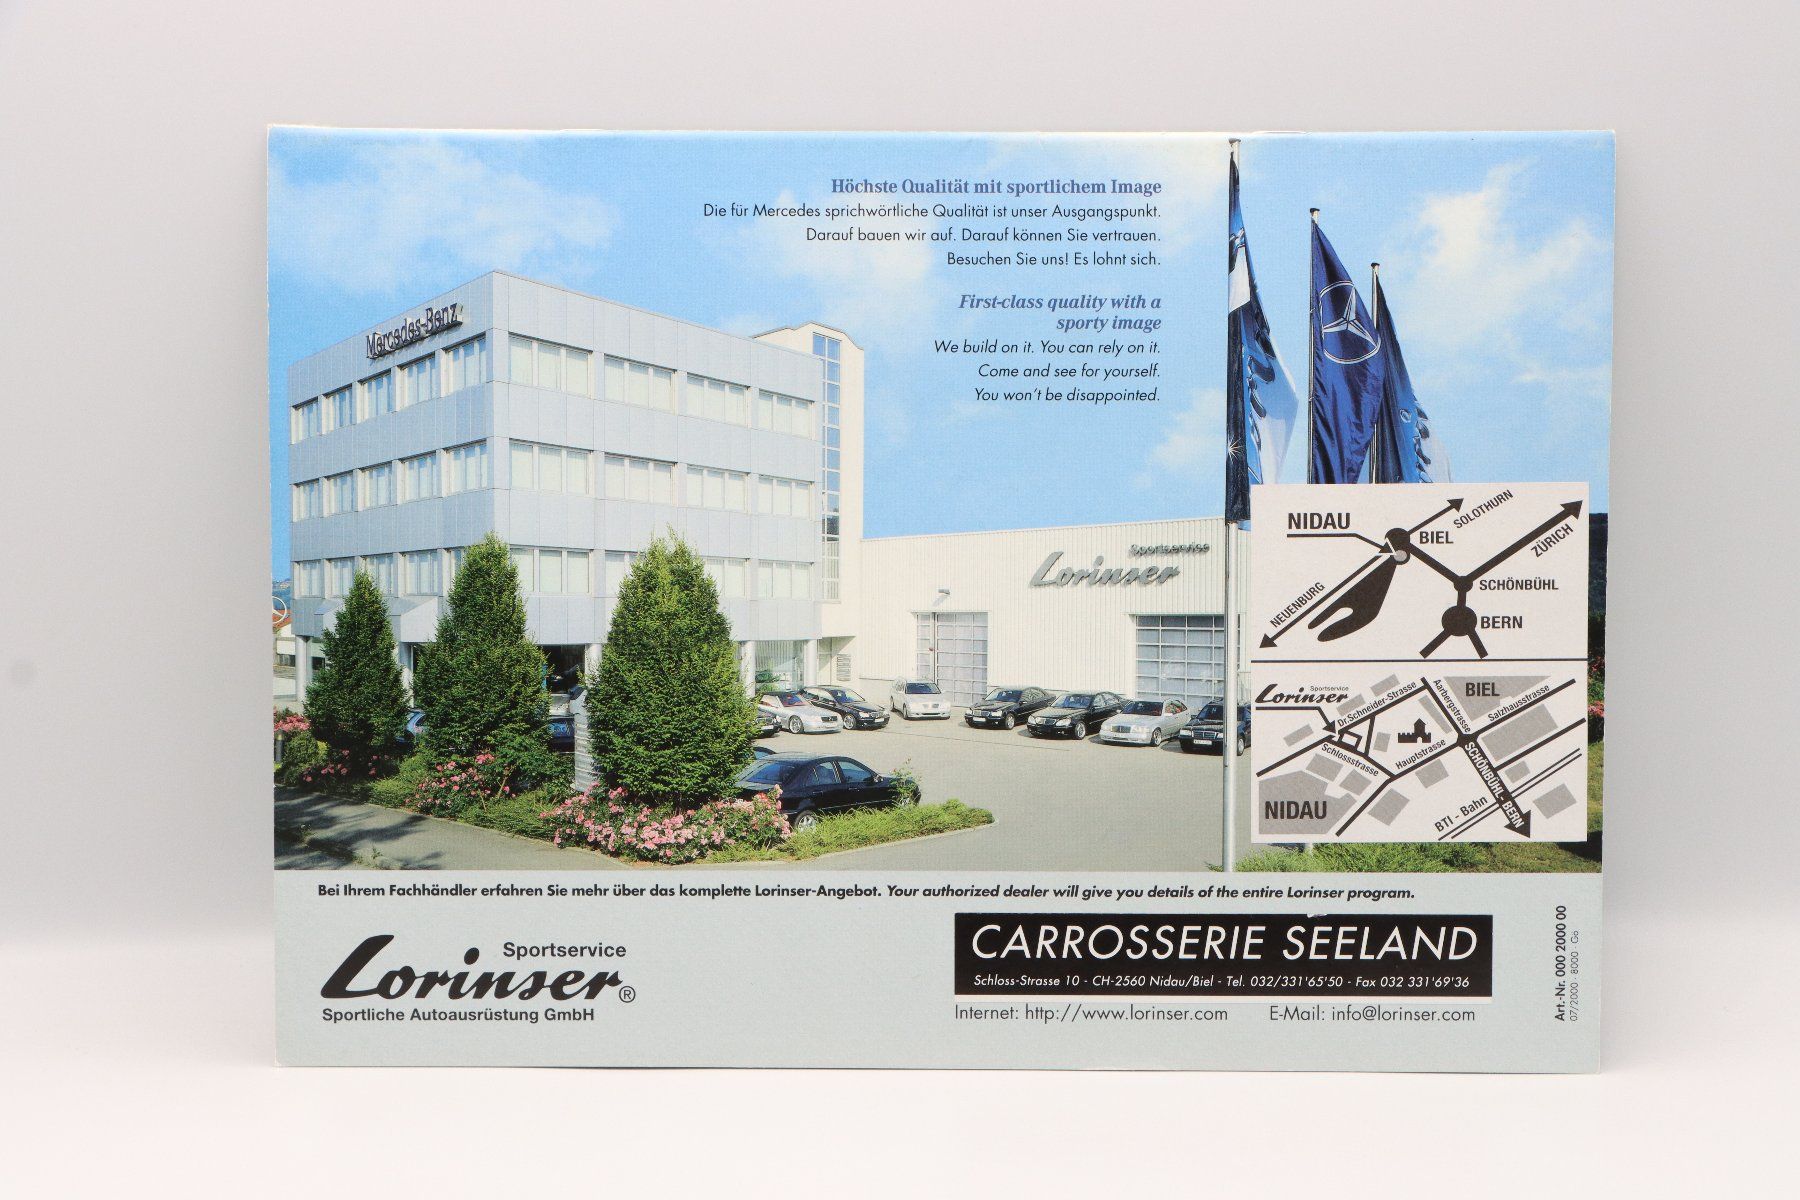 Höchste Qualität mit sportlichem Image
Die für Mercedes sprichwörtliche Qualität ist unser Ausgangspunkt.
Darauf bauen wir auf. Darauf können Sie vertrauen.
Besuchen Sie uns! Es lohnt sich.
First-class quality with a
sporty image
We build on it. You can rely on it.
Come and see for yourself.
You won't be disappointed.
Mercedes-Benz
Sportservice
Lorinser
NIDAU
BIEL
SOLOTHURN
ZÜRICH
NEUENBURG
SCHÖNBÜHL
BERN
Sportservice
Lorinser
Dr.Schneider-Strasse
Aarbergstrasse
BIEL
Salzhausstrasse
Schlossstrasse
Hauptstrasse
SCHÖNBÜHL - BERN
NIDAU
BTI - Bahn
Bei Ihrem Fachhändler erfahren Sie mehr über das komplette Lorinser-Angebot. Your authorized dealer will give you details of the entire Lorinser program.
Sportservice
Lorinser®
Sportliche Autoausrüstung GmbH
CARROSSERIE SEELAND
Schloss-Strasse 10 - CH-2560 Nidau/Biel - Tel. 032/331'65'50 - Fax 032 331'69'36
Internet: http://www.lorinser.com E-Mail: info@lorinser.com
Art.-Nr. 000 2000 00
07/2000 · 8000 · Gö